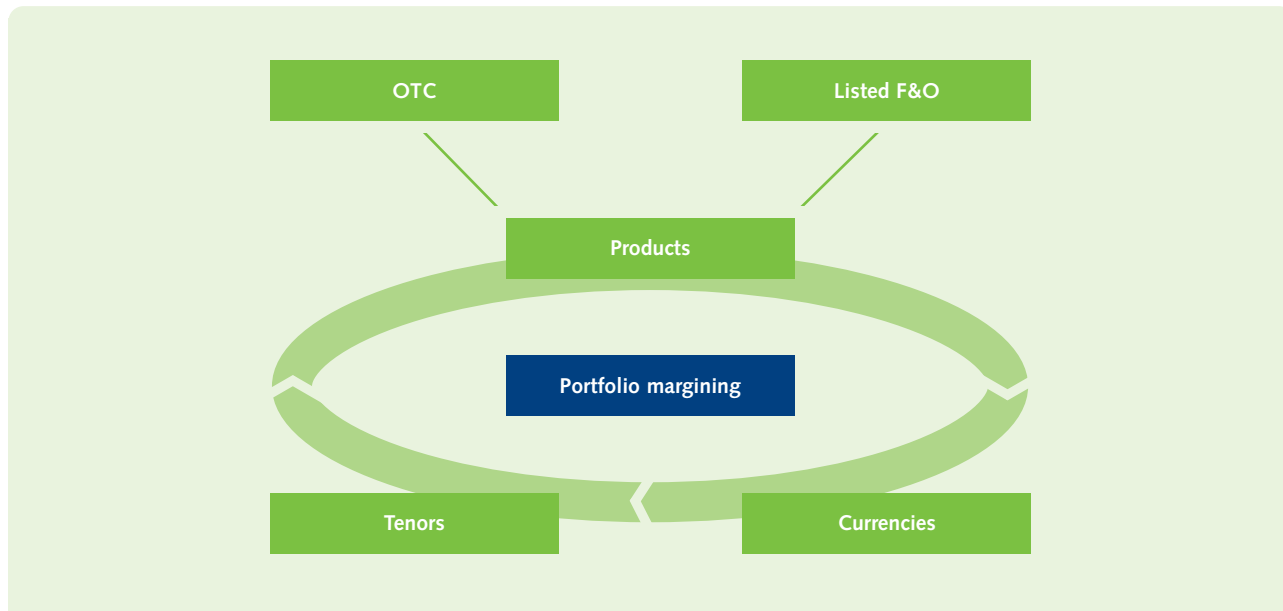 OTC
Listed F&O
Products
Portfolio margining
Tenors
Currencies